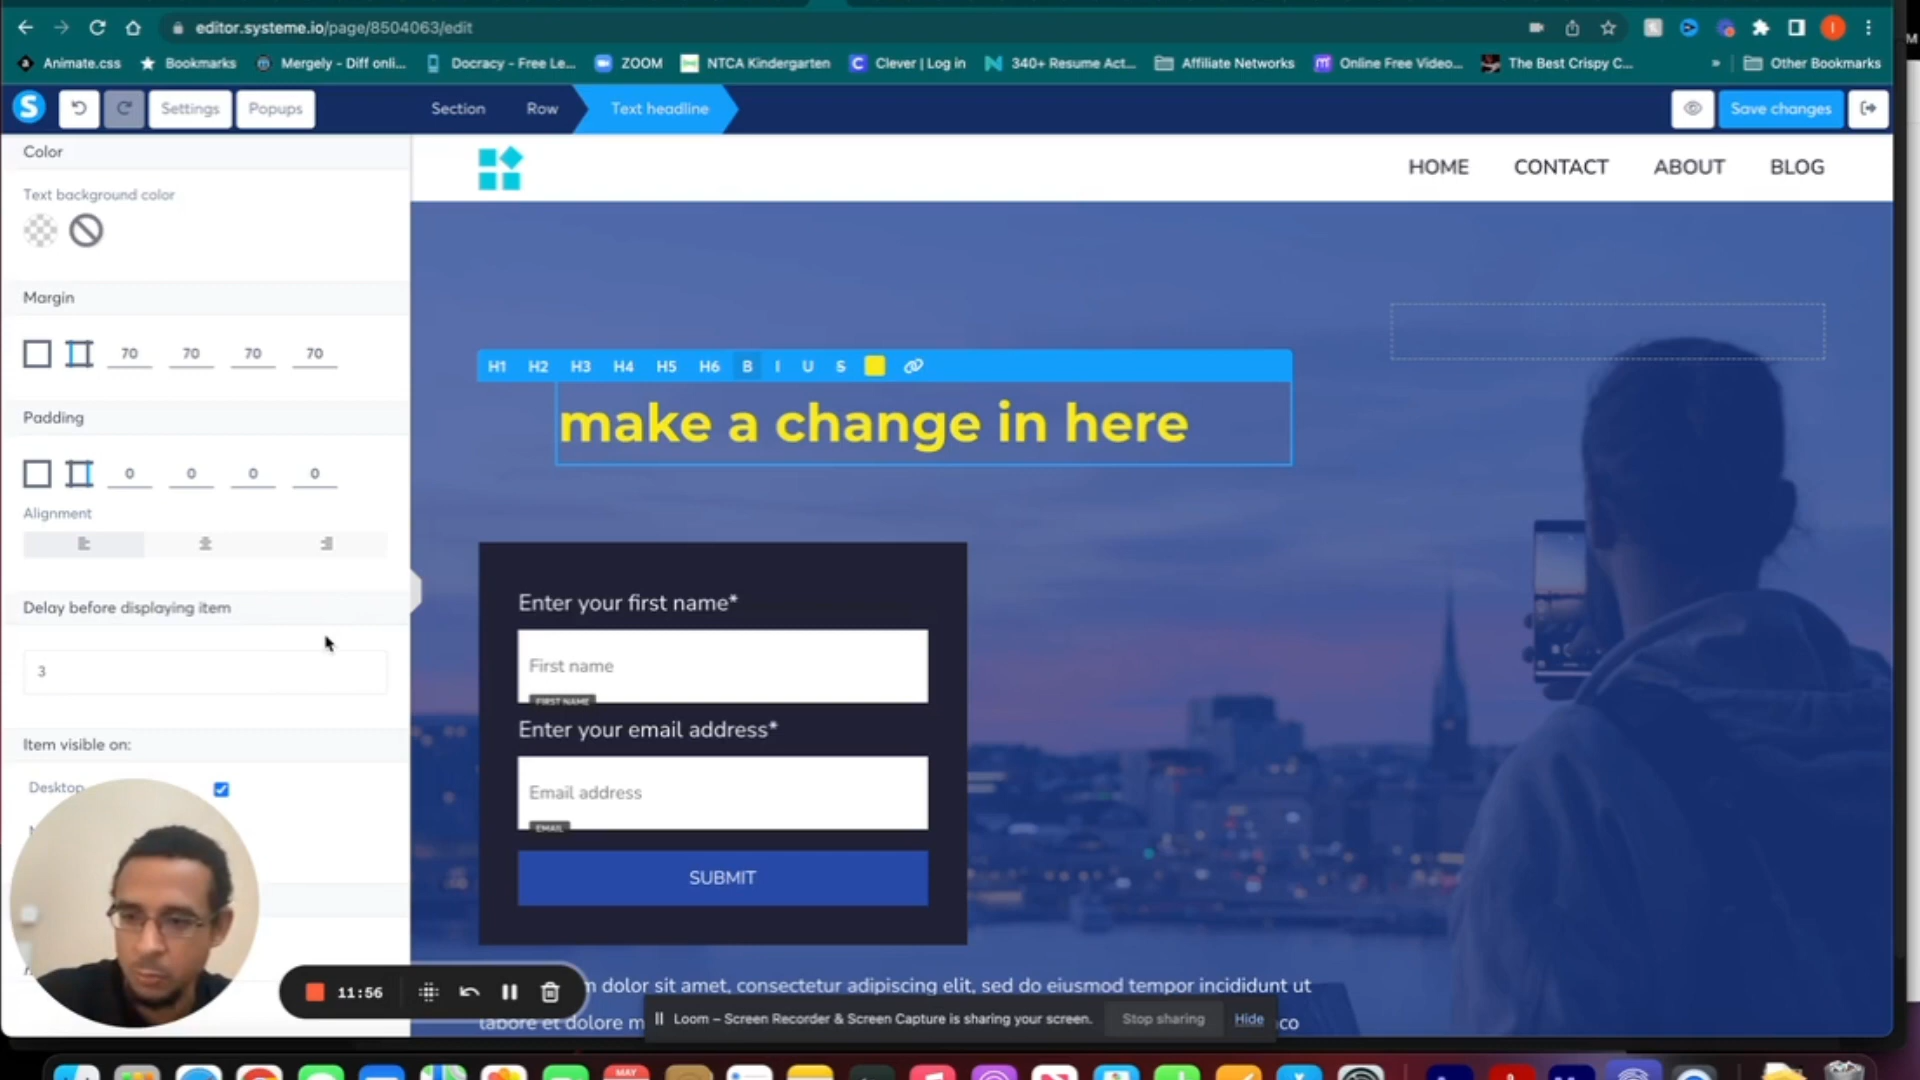 editor.systeme.io/page/8504063/edit
Animate.css
Bookmarks
Mergely - Diff onli...
Docracy - Free Le...
ZOOM
NTCA Kindergarten
Clever | Log in
340+ Resume Act...
Affiliate Networks
Online Free Video...
The Best Crispy C...
»
Other Bookmarks
Settings
Popups
Section
Row
Text headline
Save changes
Color
Text background color
Margin
70 70 70 70
Padding
0 0 0 0
Alignment
Delay before displaying item
3
Item visible on:
Desktop
HOME
CONTACT
ABOUT
BLOG
H1 H2 H3 H4 H5 H6 B I U S
make a change in here
Enter your first name*
First name
FIRST NAME
Enter your email address*
Email address
EMAIL
SUBMIT
dolor sit amet, consectetur adipiscing elit, sed do eiusmod tempor incididunt ut
labore et dolore
11:56
Loom – Screen Recorder & Screen Capture is sharing your screen.
Stop sharing
Hide
MAY